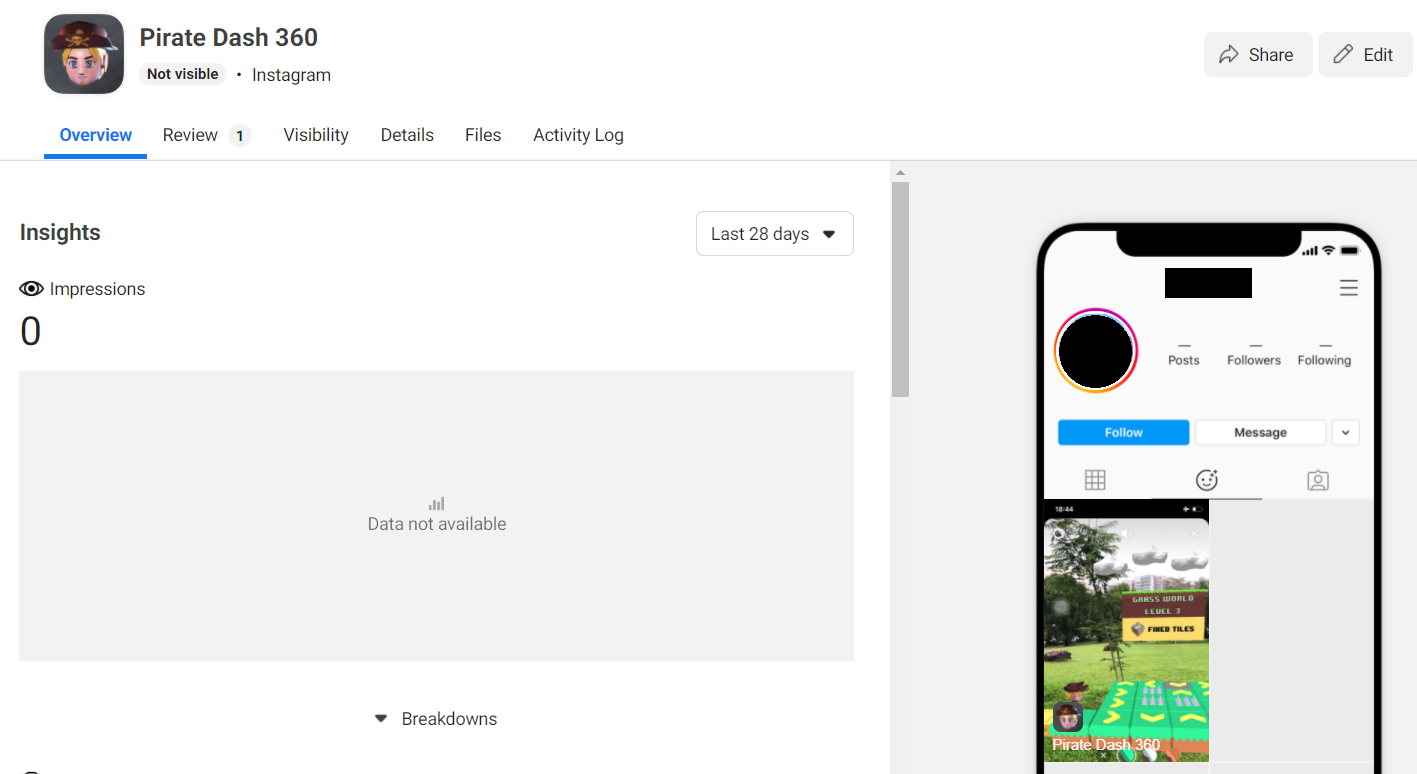 Pirate Dash 360
Not visible • Instagram
Share
Edit
Overview
Review 1
Visibility
Details
Files
Activity Log
Insights
Last 28 days
Impressions
0
Data not available
Breakdowns
Posts
Followers
Following
Follow
Message
18:44
GRASS WORLD
LEVEL 3
FIXED TILES
Pirate Dash 360